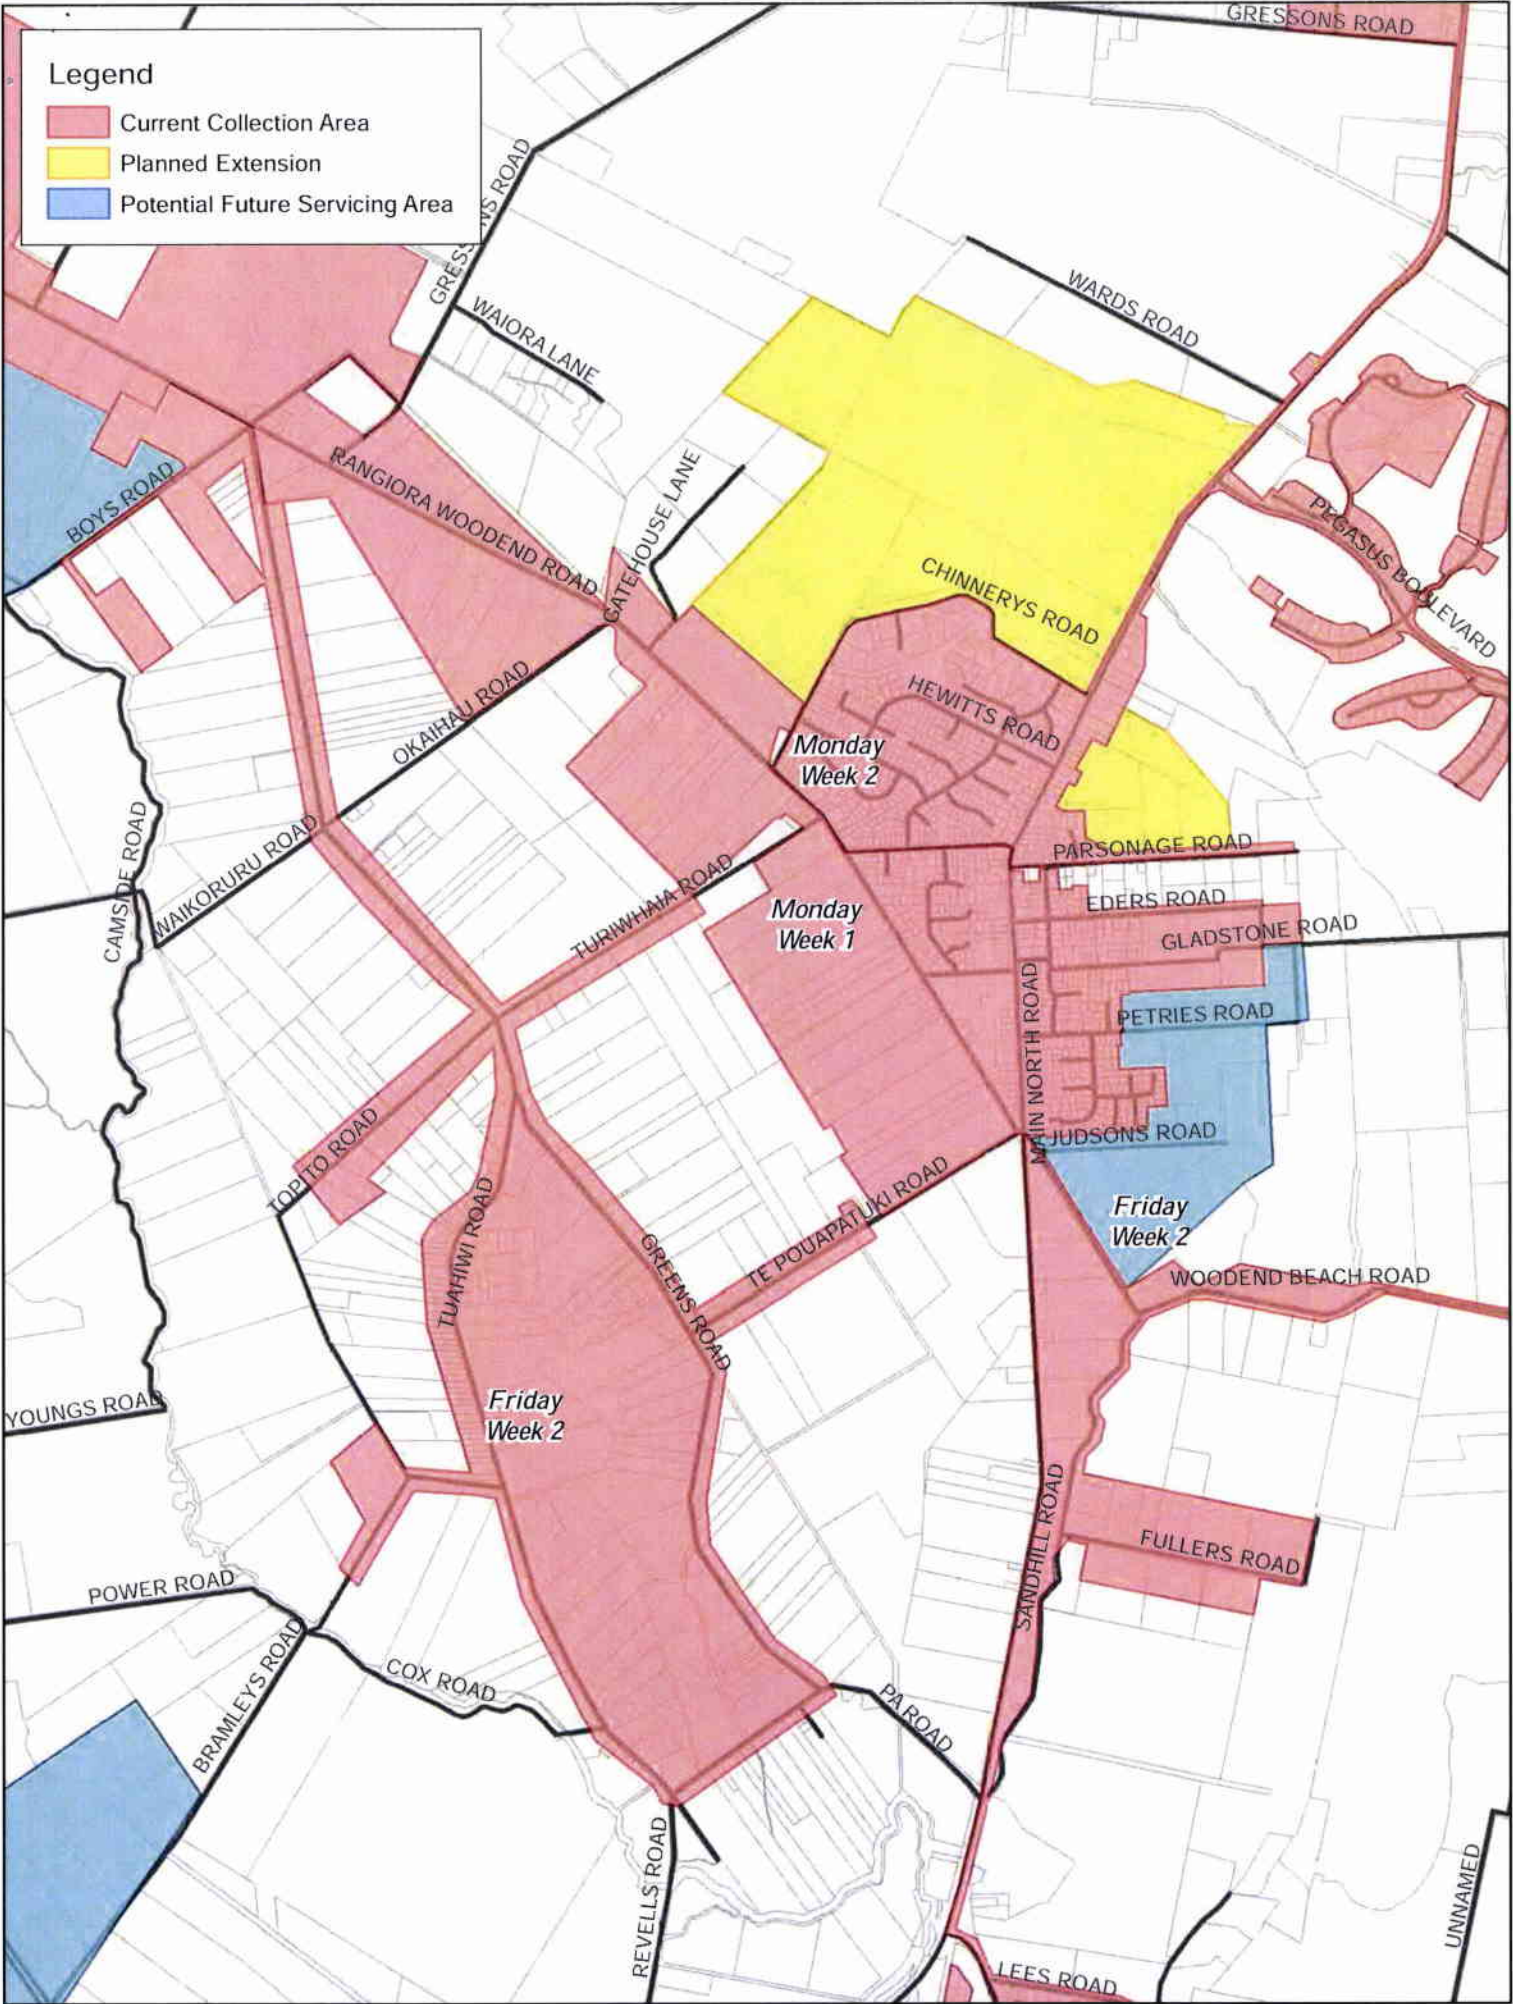 GRESSONS ROAD
Legend
Current Collection Area
Planned Extension
Potential Future Servicing Area
GRESSONS ROAD
WAIORA LANE
WARDS ROAD
RANGIORA WOODEND ROAD
BOYS ROAD
GATEHOUSE LANE
PEGASUS BOULEVARD
CHINNERYS ROAD
OKAIHAU ROAD
HEWITTS ROAD
Monday
Week 2
CAMSIDE ROAD
WAIKORURU ROAD
PARSONAGE ROAD
TURIWHAIA ROAD
EDERS ROAD
Monday
Week 1
GLADSTONE ROAD
MAIN NORTH ROAD
PETRIES ROAD
TOPITO ROAD
JUDSONS ROAD
TUAHIWI ROAD
TE POUAPATUKI ROAD
Friday
Week 2
GREENS ROAD
WOODEND BEACH ROAD
YOUNGS ROAD
Friday
Week 2
SANDHILL ROAD
FULLERS ROAD
POWER ROAD
BRAMLEYS ROAD
COX ROAD
PA ROAD
REVELLS ROAD
UNNAMED
LEES ROAD